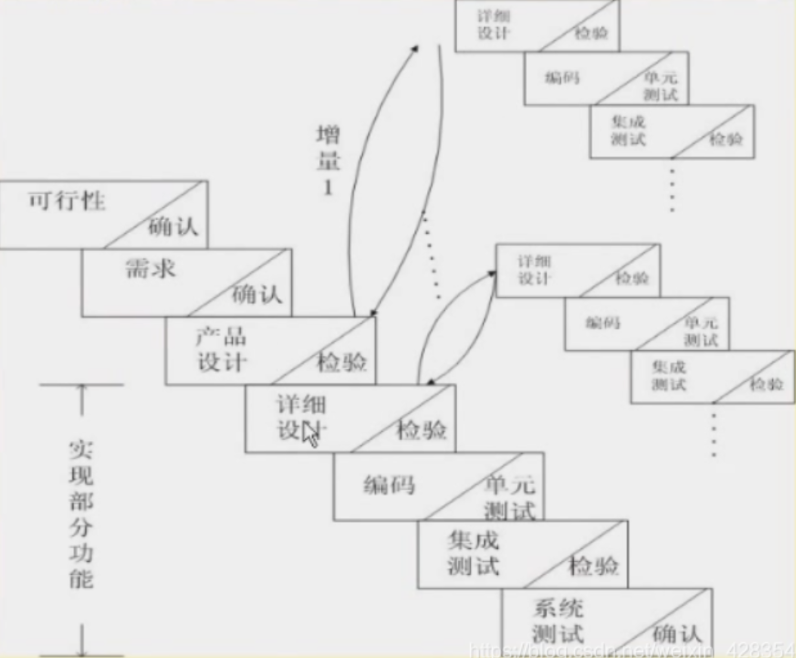 详细
设计
检验
编码
单元
测试
集成
测试
检验
增
量
1
可行性
确认
需求
确认
产品
设计
检验
详细
设计
检验
编码
单元
测试
集成
测试
检验
详细
设计
检验
编码
单元
测试
集成
测试
检验
系统
测试
确认
实
现
部
分
功
能
https://blog.csdn.net/weixin_428354